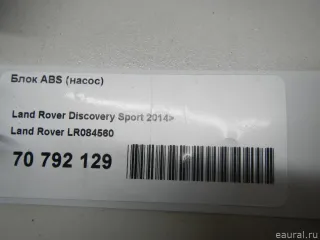 Блок ABS (насос)
Land Rover Discovery Sport 2014>
Land Rover LR084560
70 792 129
eaural.ru